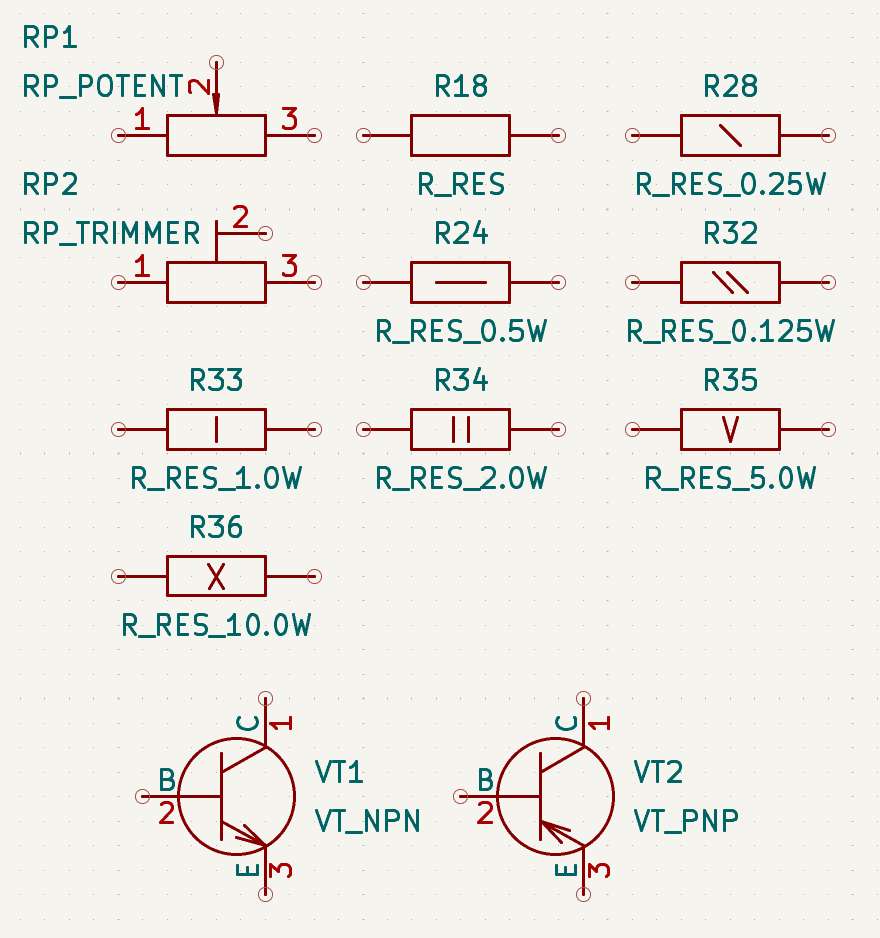 RP1
RP_POTENT
2
1
3
R18
R_RES
R28
R_RES_0.25W
RP2
RP_TRIMMER
2
1
3
R24
R_RES_0.5W
R32
R_RES_0.125W
R33
R_RES_1.0W
R34
R_RES_2.0W
R35
V
R_RES_5.0W
R36
X
R_RES_10.0W
C
1
B
2
E
3
VT1
VT_NPN
C
1
B
2
E
3
VT2
VT_PNP